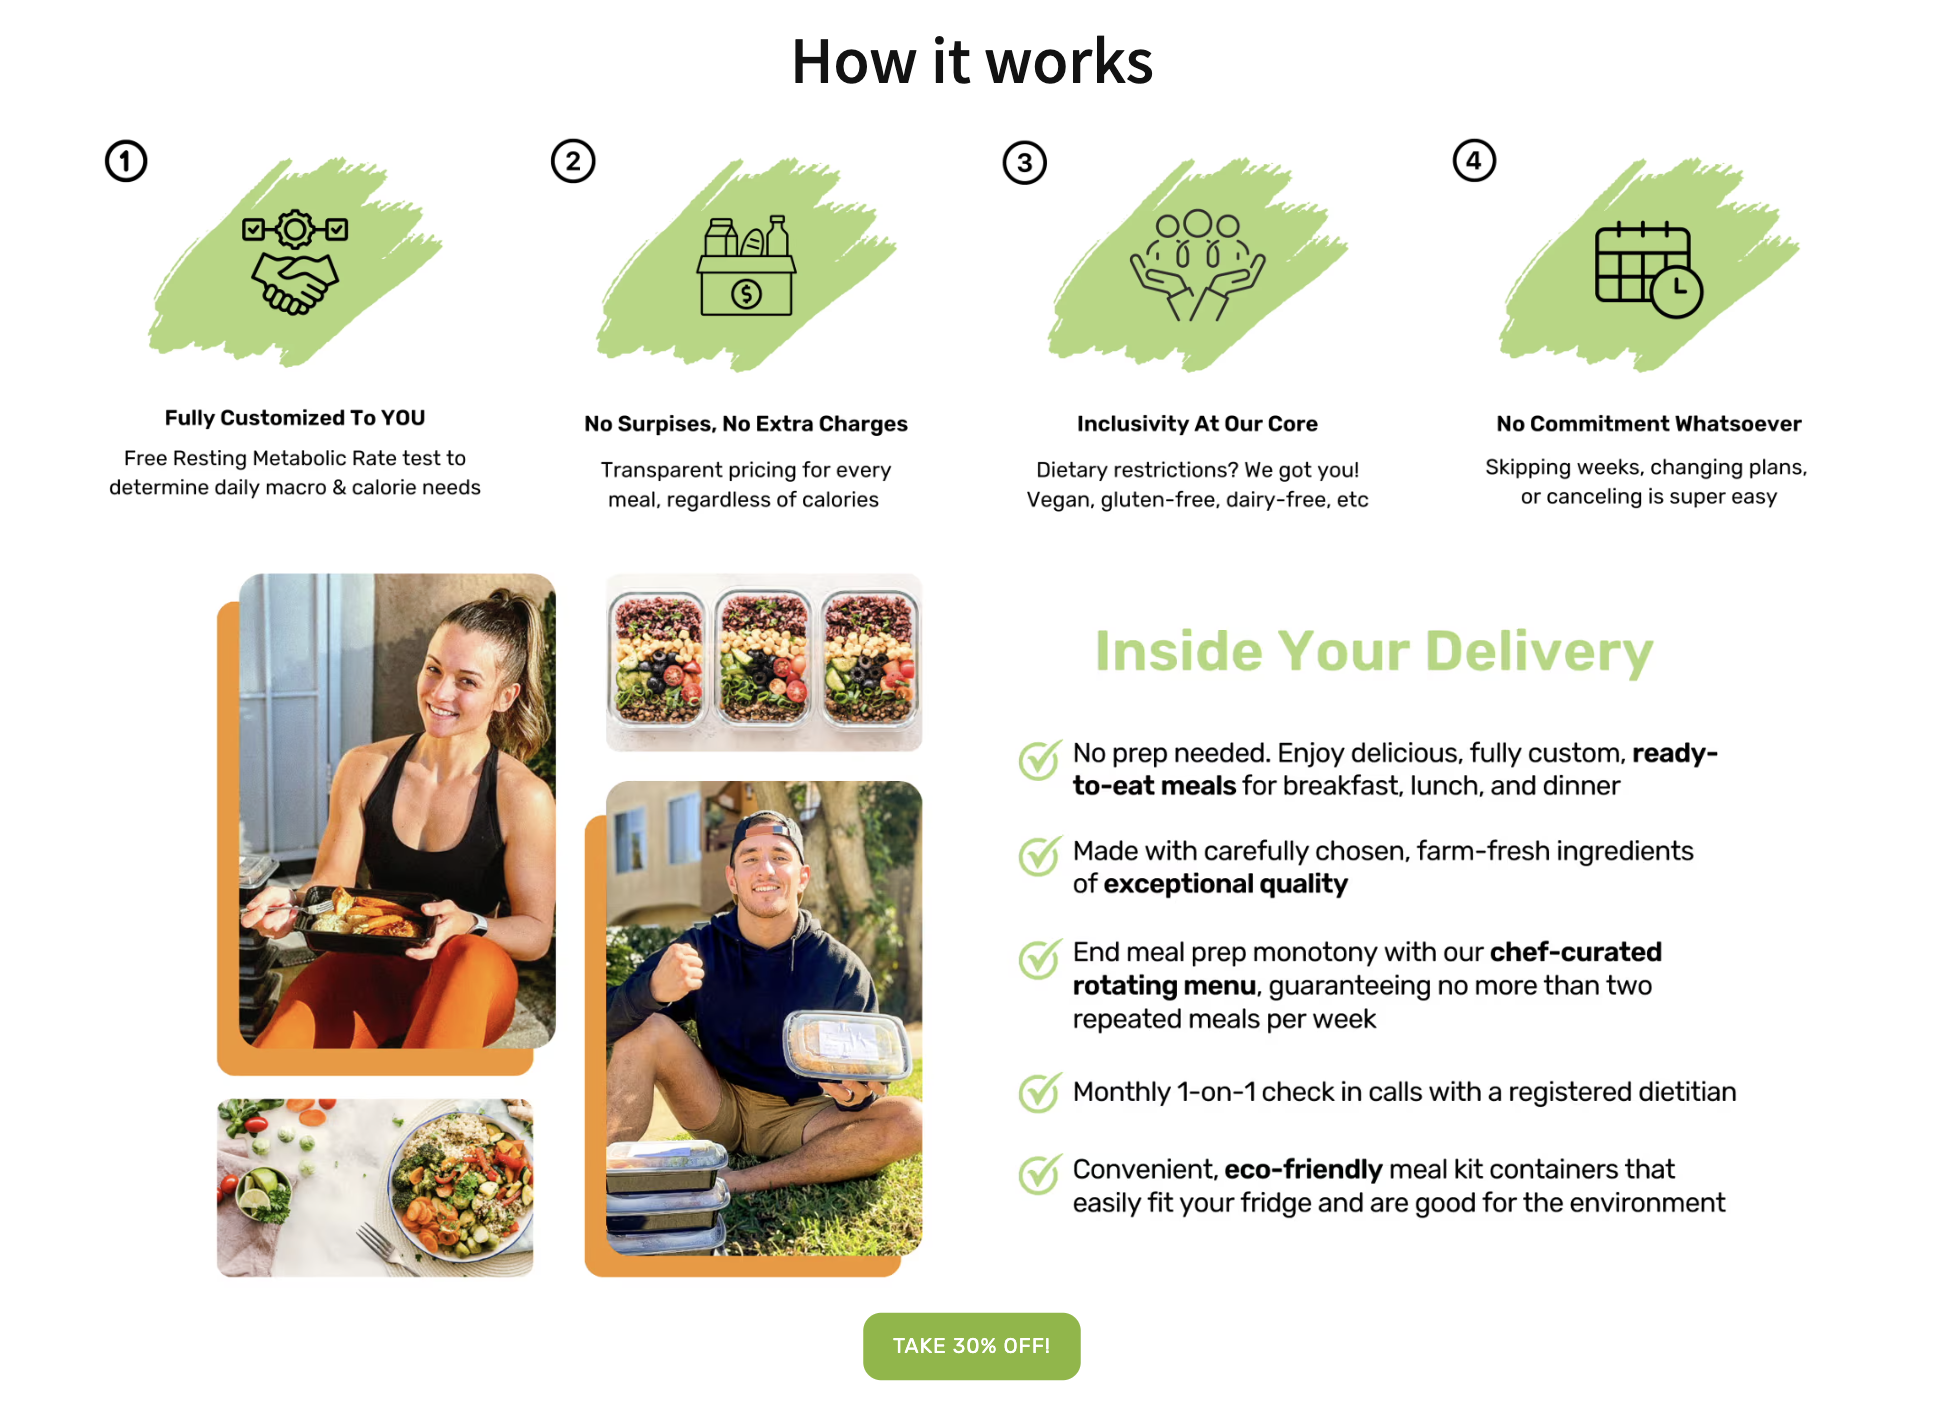 How it works
1
2
3
4
Fully Customized To YOU
Free Resting Metabolic Rate test to
determine daily macro & calorie needs
No Surpises, No Extra Charges
Transparent pricing for every
meal, regardless of calories
Inclusivity At Our Core
Dietary restrictions? We got you!
Vegan, gluten-free, dairy-free, etc
No Commitment Whatsoever
Skipping weeks, changing plans,
or canceling is super easy
Inside Your Delivery
No prep needed. Enjoy delicious, fully custom, ready-
to-eat meals for breakfast, lunch, and dinner
Made with carefully chosen, farm-fresh ingredients
of exceptional quality
End meal prep monotony with our chef-curated
rotating menu, guaranteeing no more than two
repeated meals per week
Monthly 1-on-1 check in calls with a registered dietitian
Convenient, eco-friendly meal kit containers that
easily fit your fridge and are good for the environment
TAKE 30% OFF!